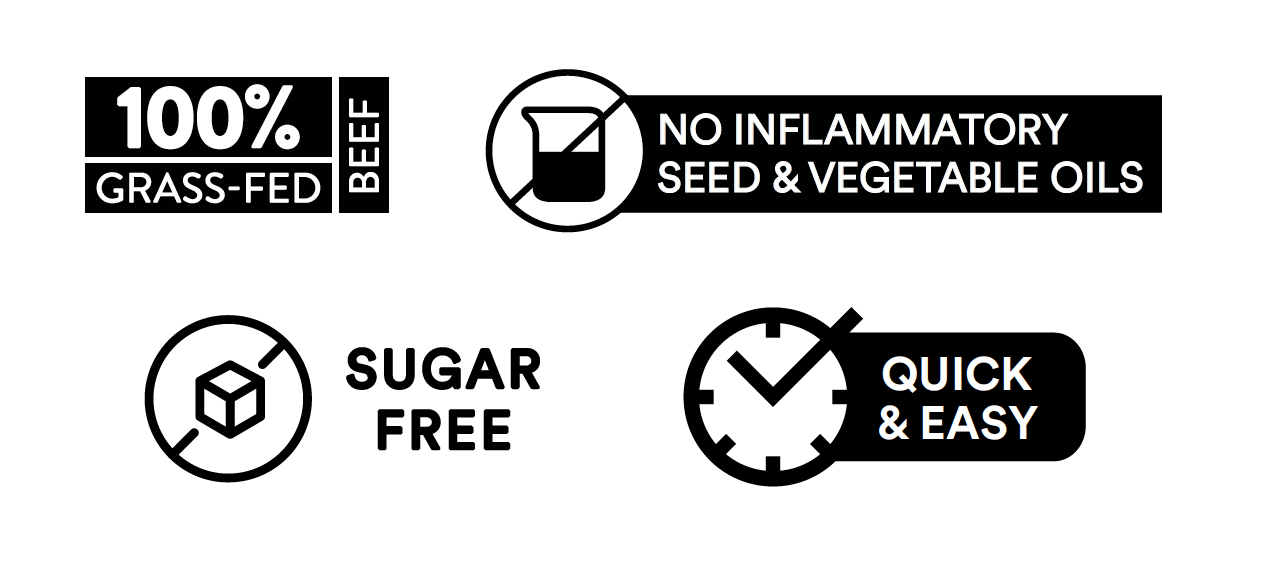 100%
GRASS-FED
BEEF
NO INFLAMMATORY
SEED & VEGETABLE OILS
SUGAR
FREE
QUICK
& EASY